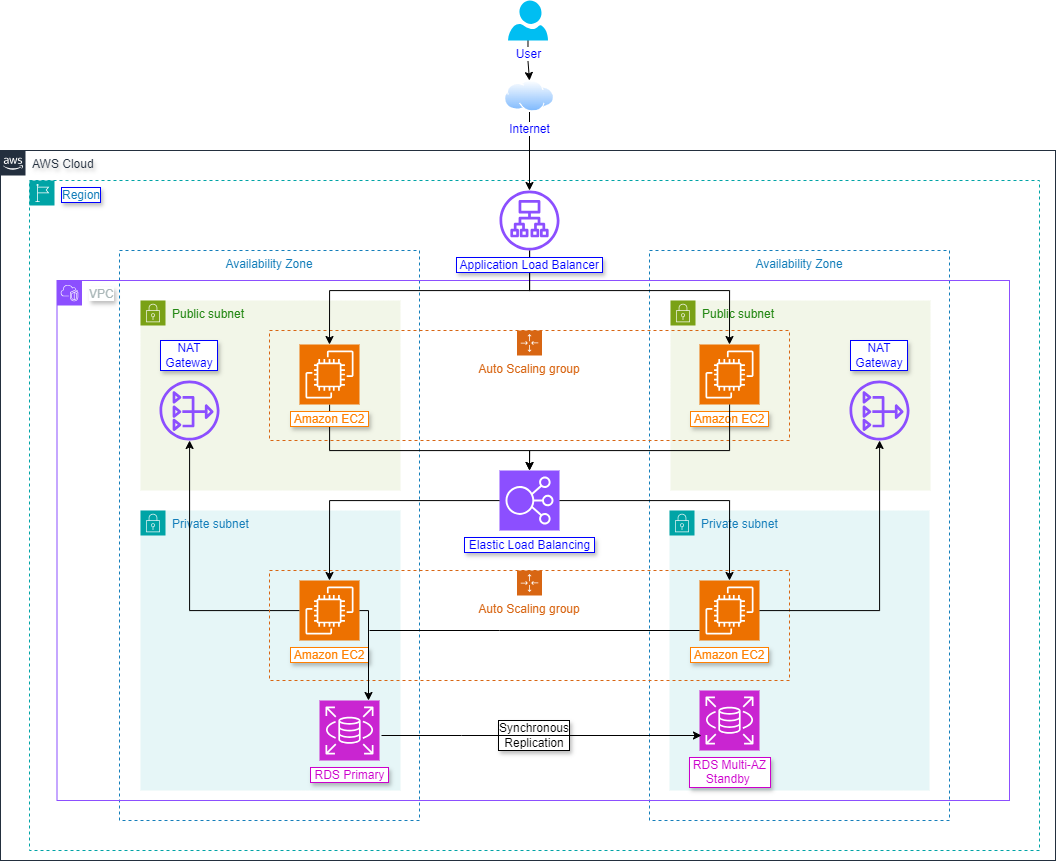 User
Internet
aws
AWS Cloud
Region
Application Load Balancer
Availability Zone
Availability Zone
VPC
Public subnet
Public subnet
NAT
Gateway
NAT
Gateway
Auto Scaling group
Amazon EC2
Amazon EC2
Private subnet
Private subnet
Elastic Load Balancing
Auto Scaling group
Amazon EC2
Amazon EC2
Synchronous
Replication
RDS Primary
RDS Multi-AZ
Standby